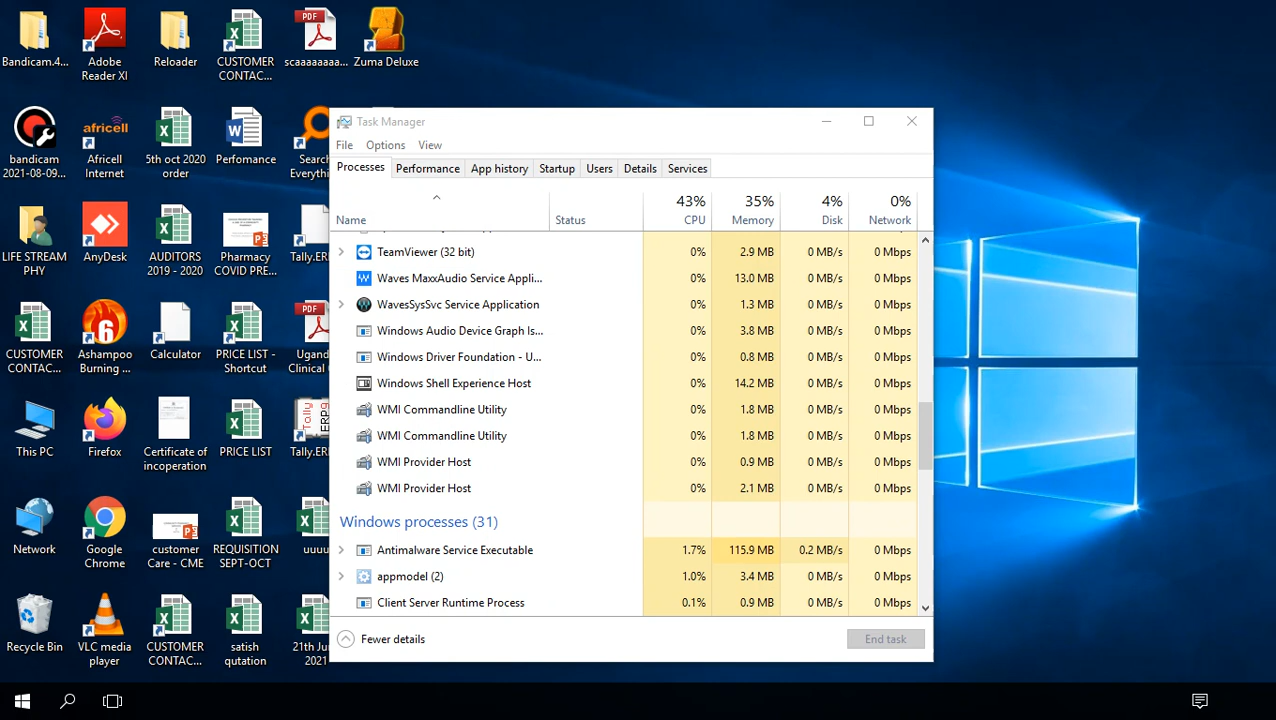 Bandicam.4...
Adobe
Reader XI
Reloader
CUSTOMER
CONTAC...
scaaaaaaa...
Zuma Deluxe
bandicam
2021-08-09...
africell
Africell
Internet
5th oct 2020
order
Perfomance
Search
Everythi
LIFE STREAM
PHY
AnyDesk
AUDITORS
2019 - 2020
Pharmacy
COVID PRE...
Tally.ER
CUSTOMER
CONTAC...
Ashampoo
Burning ...
Calculator
PRICE LIST -
Shortcut
Ugand
Clinical
This PC
Firefox
Certificate of
incoperation
PRICE LIST
Tally
ERP9
Tally.ER
Network
Google
Chrome
customer
Care - CME
REQUISITION
SEPT-OCT
uuuu
Recycle Bin
VLC media
player
CUSTOMER
CONTAC...
satish
qutation
21th Jun
2021
Task Manager
File Options View
Processes Performance App history Startup Users Details Services
43% 35% 4% 0%
Name Status CPU Memory Disk Network
TeamViewer (32 bit) 0% 2.9 MB 0 MB/s 0 Mbps
Waves MaxxAudio Service Appli... 0% 13.0 MB 0 MB/s 0 Mbps
WavesSysSvc Service Application 0% 1.3 MB 0 MB/s 0 Mbps
Windows Audio Device Graph Is... 0% 3.8 MB 0 MB/s 0 Mbps
Windows Driver Foundation - U... 0% 0.8 MB 0 MB/s 0 Mbps
Windows Shell Experience Host 0% 14.2 MB 0 MB/s 0 Mbps
WMI Commandline Utility 0% 1.8 MB 0 MB/s 0 Mbps
WMI Commandline Utility 0% 1.8 MB 0 MB/s 0 Mbps
WMI Provider Host 0% 0.9 MB 0 MB/s 0 Mbps
WMI Provider Host 0% 2.1 MB 0 MB/s 0 Mbps
Windows processes (31)
Antimalware Service Executable 1.7% 115.9 MB 0.2 MB/s 0 Mbps
appmodel (2) 1.0% 3.4 MB 0 MB/s 0 Mbps
Client Server Runtime Process 0.1% 0.9 MB 0 MB/s 0 Mbps
Fewer details
End task